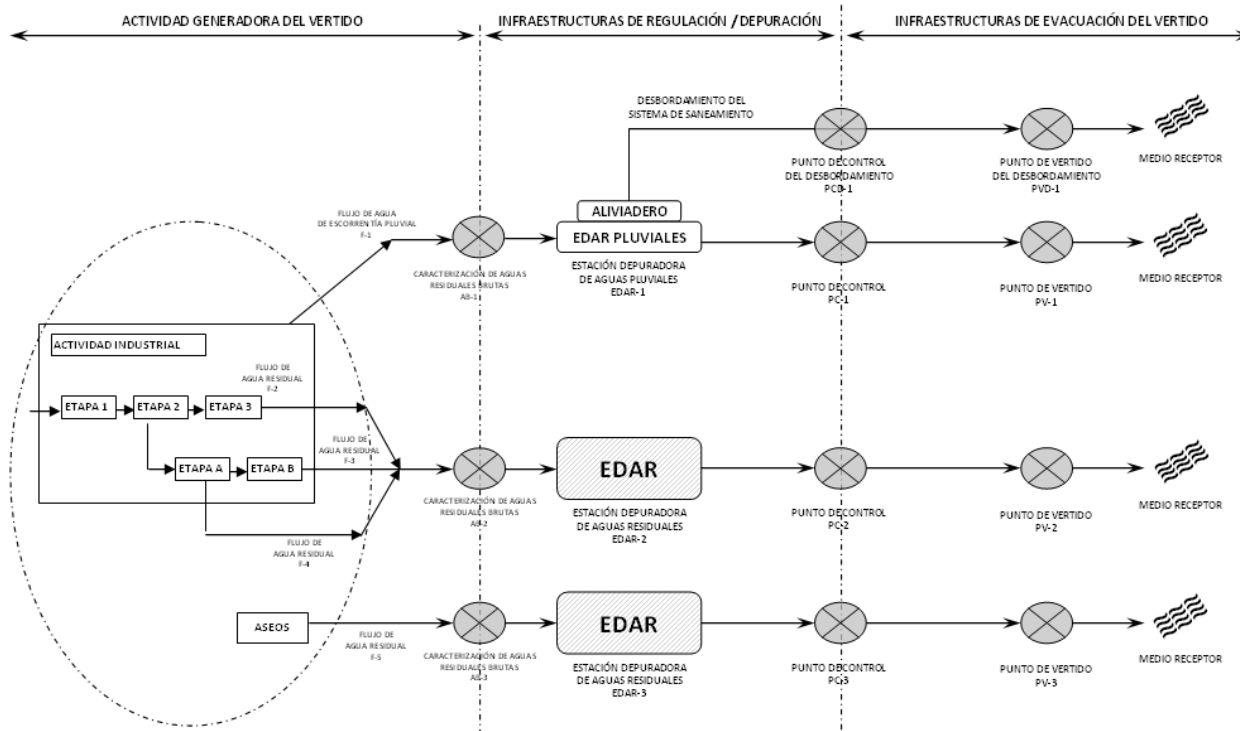 ACTIVIDAD GENERADORA DEL VERTIDO
INFRAESTRUCTURAS DE REGULACIÓN / DEPURACIÓN
INFRAESTRUCTURAS DE EVACUACIÓN DEL VERTIDO
DESBORDAMIENTO DEL
SISTEMA DE SANEAMIENTO
PUNTO DE CONTROL
DEL DESBORDAMIENTO
PCD-1
PUNTO DE VERTIDO
DEL DESBORDAMIENTO
PVD-1
MEDIO RECEPTOR
FLUJO DE AGUA
DE ESCORRENTÍA PLUVIAL
F-1
CARACTERIZACIÓN DE AGUAS
RESIDUALES BRUTAS
AB-1
ALIVIADERO
EDAR PLUVIALES
ESTACIÓN DEPURADORA
DE AGUAS PLUVIALES
EDAR-1
PUNTO DE CONTROL
PC-1
PUNTO DE VERTIDO
PV-1
MEDIO RECEPTOR
ACTIVIDAD INDUSTRIAL
ETAPA 1
ETAPA 2
ETAPA 3
FLUJO DE
AGUA RESIDUAL
F-2
ETAPA A
ETAPA B
FLUJO DE
AGUA RESIDUAL
F-3
FLUJO DE
AGUA RESIDUAL
F-4
CARACTERIZACIÓN DE AGUAS
RESIDUALES BRUTAS
AB-2
EDAR
ESTACIÓN DEPURADORA
DE AGUAS RESIDUALES
EDAR-2
PUNTO DE CONTROL
PC-2
PUNTO DE VERTIDO
PV-2
MEDIO RECEPTOR
ASEOS
FLUJO DE
AGUA RESIDUAL
F-5
CARACTERIZACIÓN DE AGUAS
RESIDUALES BRUTAS
AB-3
EDAR
ESTACIÓN DEPURADORA
DE AGUAS RESIDUALES
EDAR-3
PUNTO DE CONTROL
PC-3
PUNTO DE VERTIDO
PV-3
MEDIO RECEPTOR